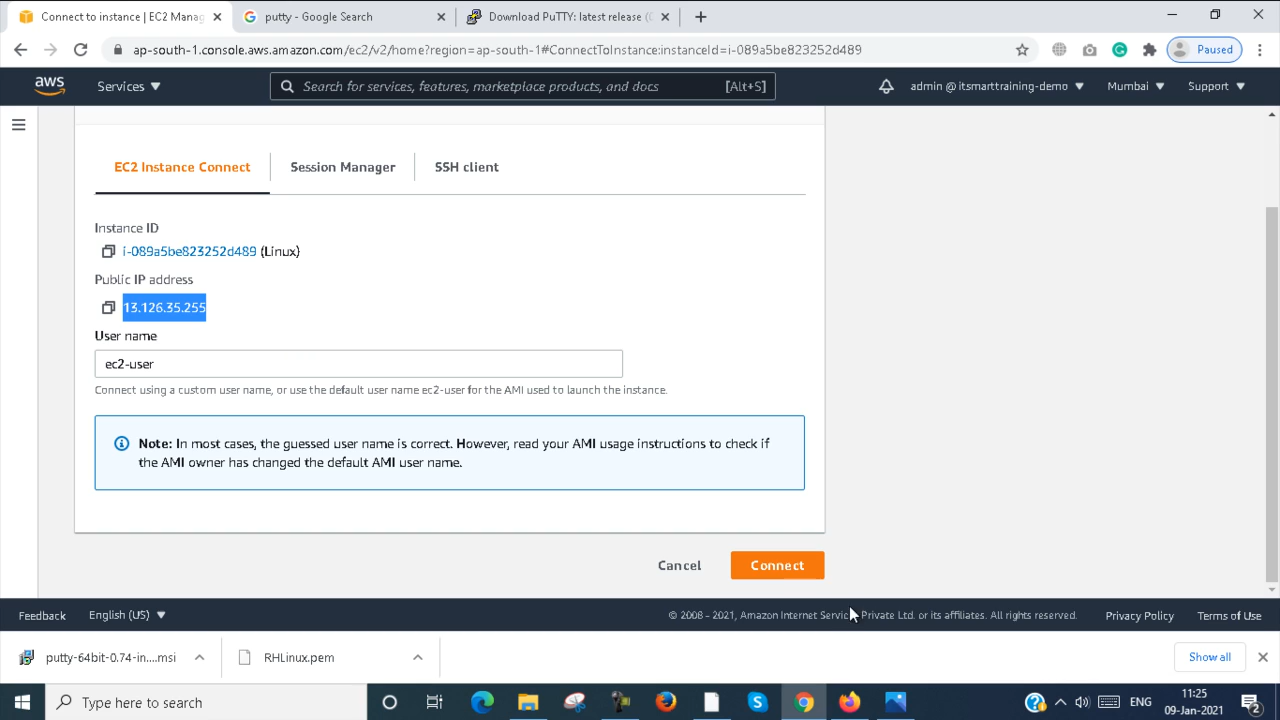 Connect to instance | EC2 Manag
putty - Google Search
Download PuTTY: latest release (
ap-south-1.console.aws.amazon.com/ec2/v2/home?region=ap-south-1#ConnectToInstance:instanceId=i-089a5be823252d489
Paused
aws
Services
Search for services, features, marketplace products, and docs
[Alt+S]
admin @ itsmarttraining-demo
Mumbai
Support
EC2 Instance Connect
Session Manager
SSH client
Instance ID
i-089a5be823252d489 (Linux)
Public IP address
13.126.35.255
User name
ec2-user
Connect using a custom user name, or use the default user name ec2-user for the AMI used to launch the instance.
Note: In most cases, the guessed user name is correct. However, read your AMI usage instructions to check if
the AMI owner has changed the default AMI user name.
Cancel
Connect
Feedback
English (US)
© 2008 - 2021, Amazon Internet Servic Private Ltd. or its affiliates. All rights reserved.
Privacy Policy
Terms of Use
putty-64bit-0.74-in....msi
RHLinux.pem
Show all
Type here to search
ENG
11:25
09-Jan-2021
2